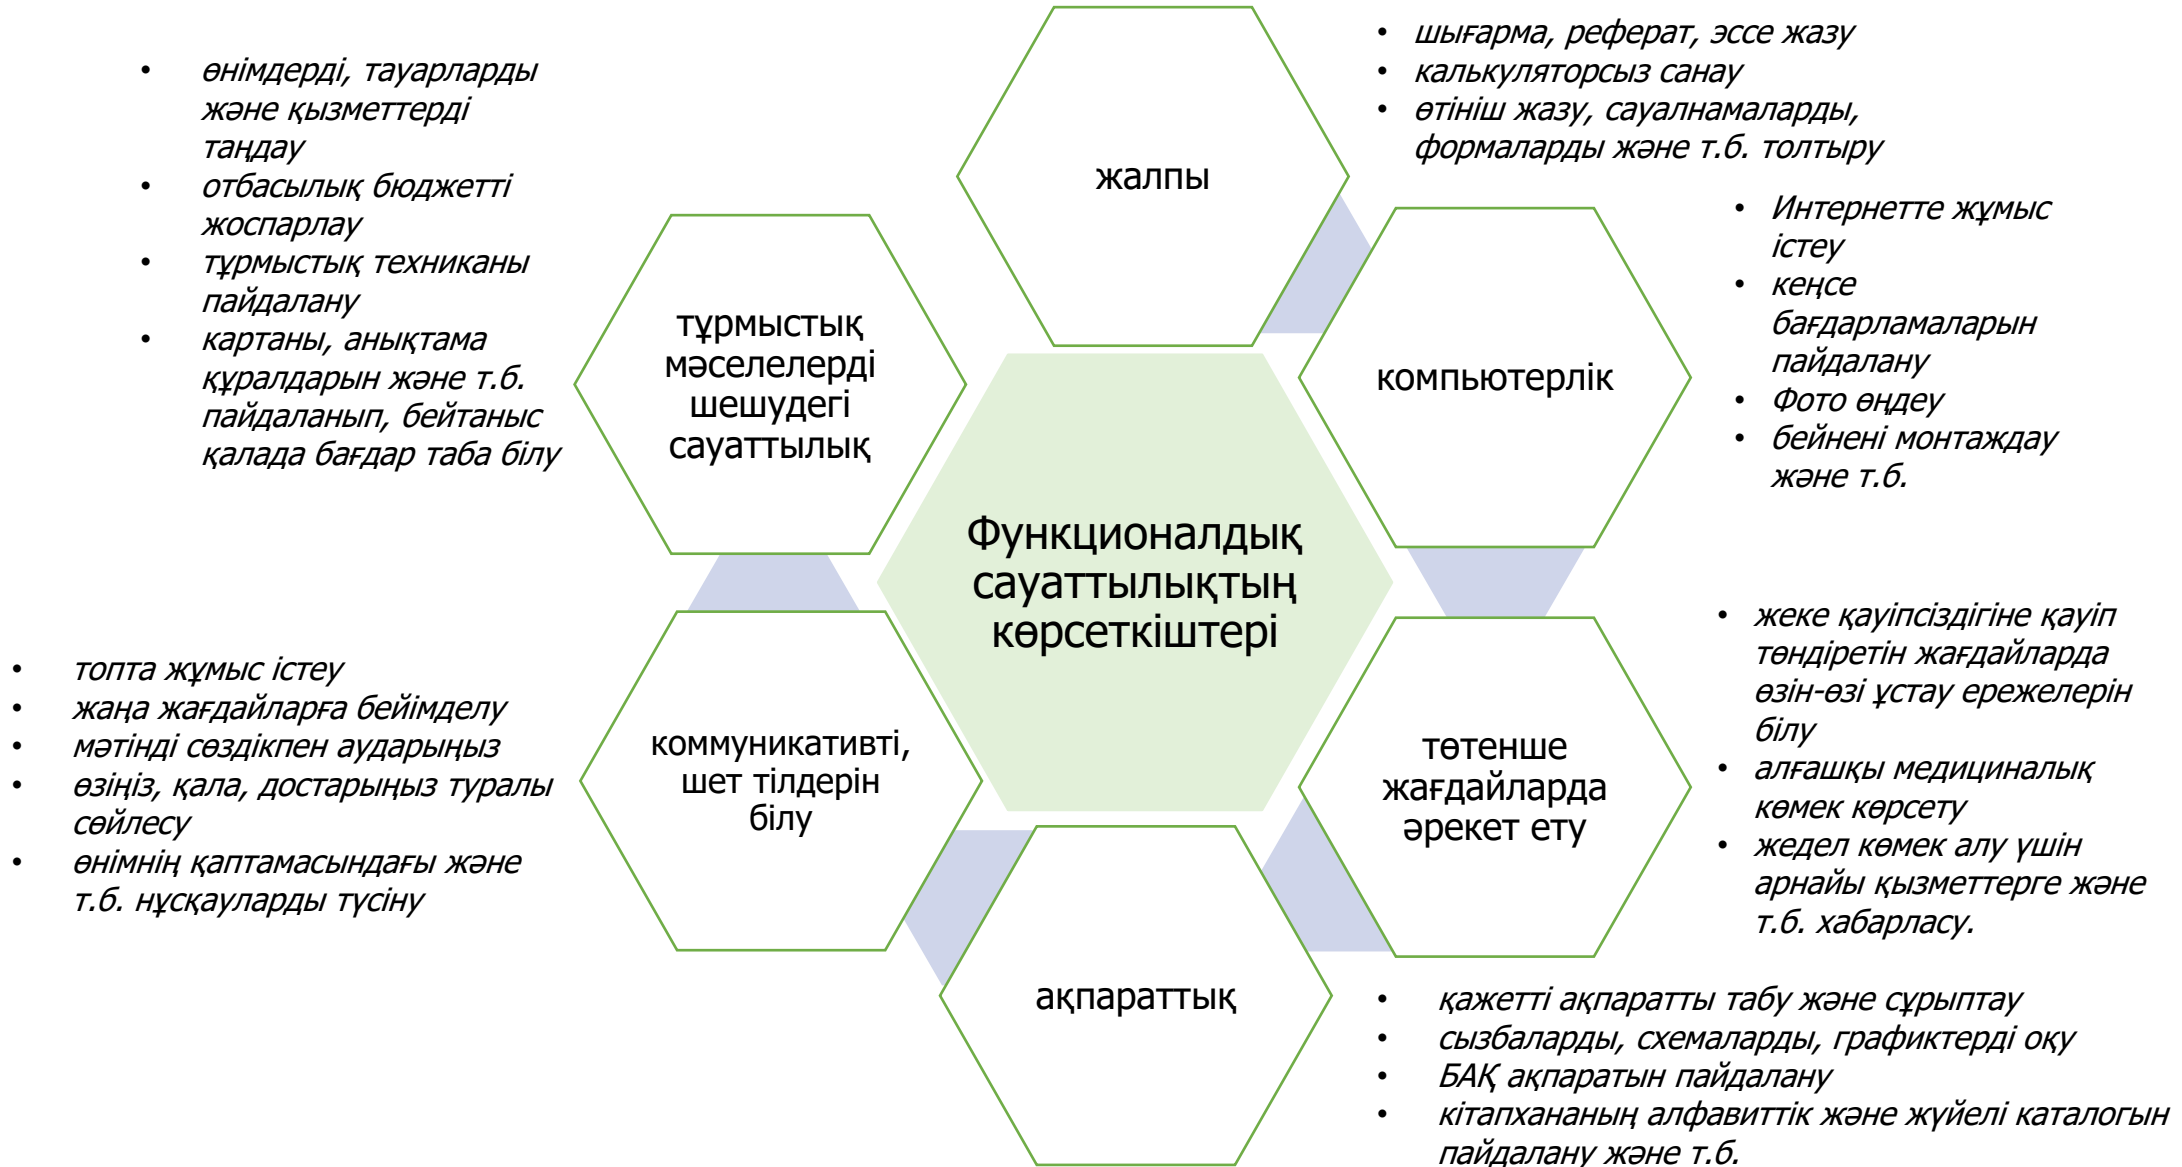 жалпы
• шығарма, реферат, эссе жазу
• калькуляторсыз санау
• өтініш жазу, сауалнамаларды,
формаларды және т.б. толтыру
компьютерлік
• Интернетте жұмыс
істеу
• кеңсе
бағдарламаларын
пайдалану
• Фото өңдеу
• бейнені монтаждау
және т.б.
төтенше
жағдайларда
әрекет ету
• жеке қауіпсіздігіне қауіп
төндіретін жағдайларда
өзін-өзі ұстау ережелерін
білу
• алғашқы медициналық
көмек көрсету
• жедел көмек алу үшін
арнайы қызметтерге және
т.б. хабарласу.
ақпараттық
• қажетті ақпаратты табу және сұрыптау
• сызбаларды, схемаларды, графиктерді оқу
• БАҚ ақпаратын пайдалану
• кітапхананың алфавиттік және жүйелі каталогын
пайдалану және т.б.
коммуникативті,
шет тілдерін
білу
• топта жұмыс істеу
• жаңа жағдайларға бейімделу
• мәтінді сөздікпен аударыңыз
• өзіңіз, қала, достарыңыз туралы
сөйлесу
• өнімнің қаптамасындағы және
т.б. нұсқауларды түсіну
тұрмыстық
мәселелерді
шешудегі
сауаттылық
• өнімдерді, тауарларды
және қызметтерді
таңдау
• отбасылық бюджетті
жоспарлау
• тұрмыстық техниканы
пайдалану
• картаны, анықтама
құралдарын және т.б.
пайдаланып, бейтаныс
қалада бағдар таба білу
Функционалдық
сауаттылықтың
көрсеткіштері